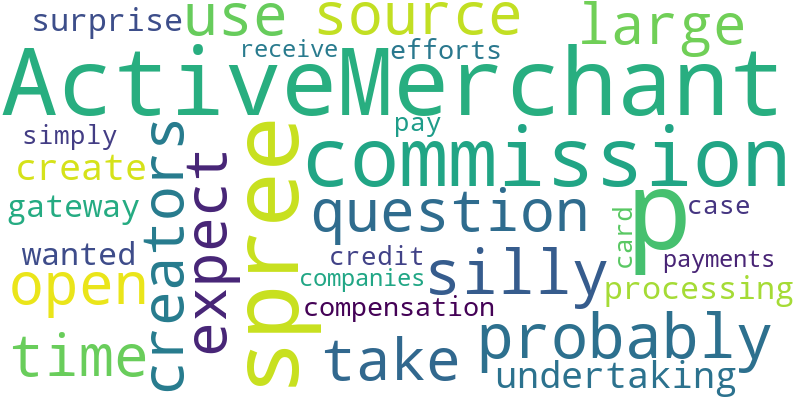 surprise
use
source
large
receive
efforts
ActiveMerchant
pay
simply
creators
expect
spree
commission
create
question
p
card
case
gateway
wanted
credit
silly
payments
open
companies
processing
compensation
time
take
probably
undertaking